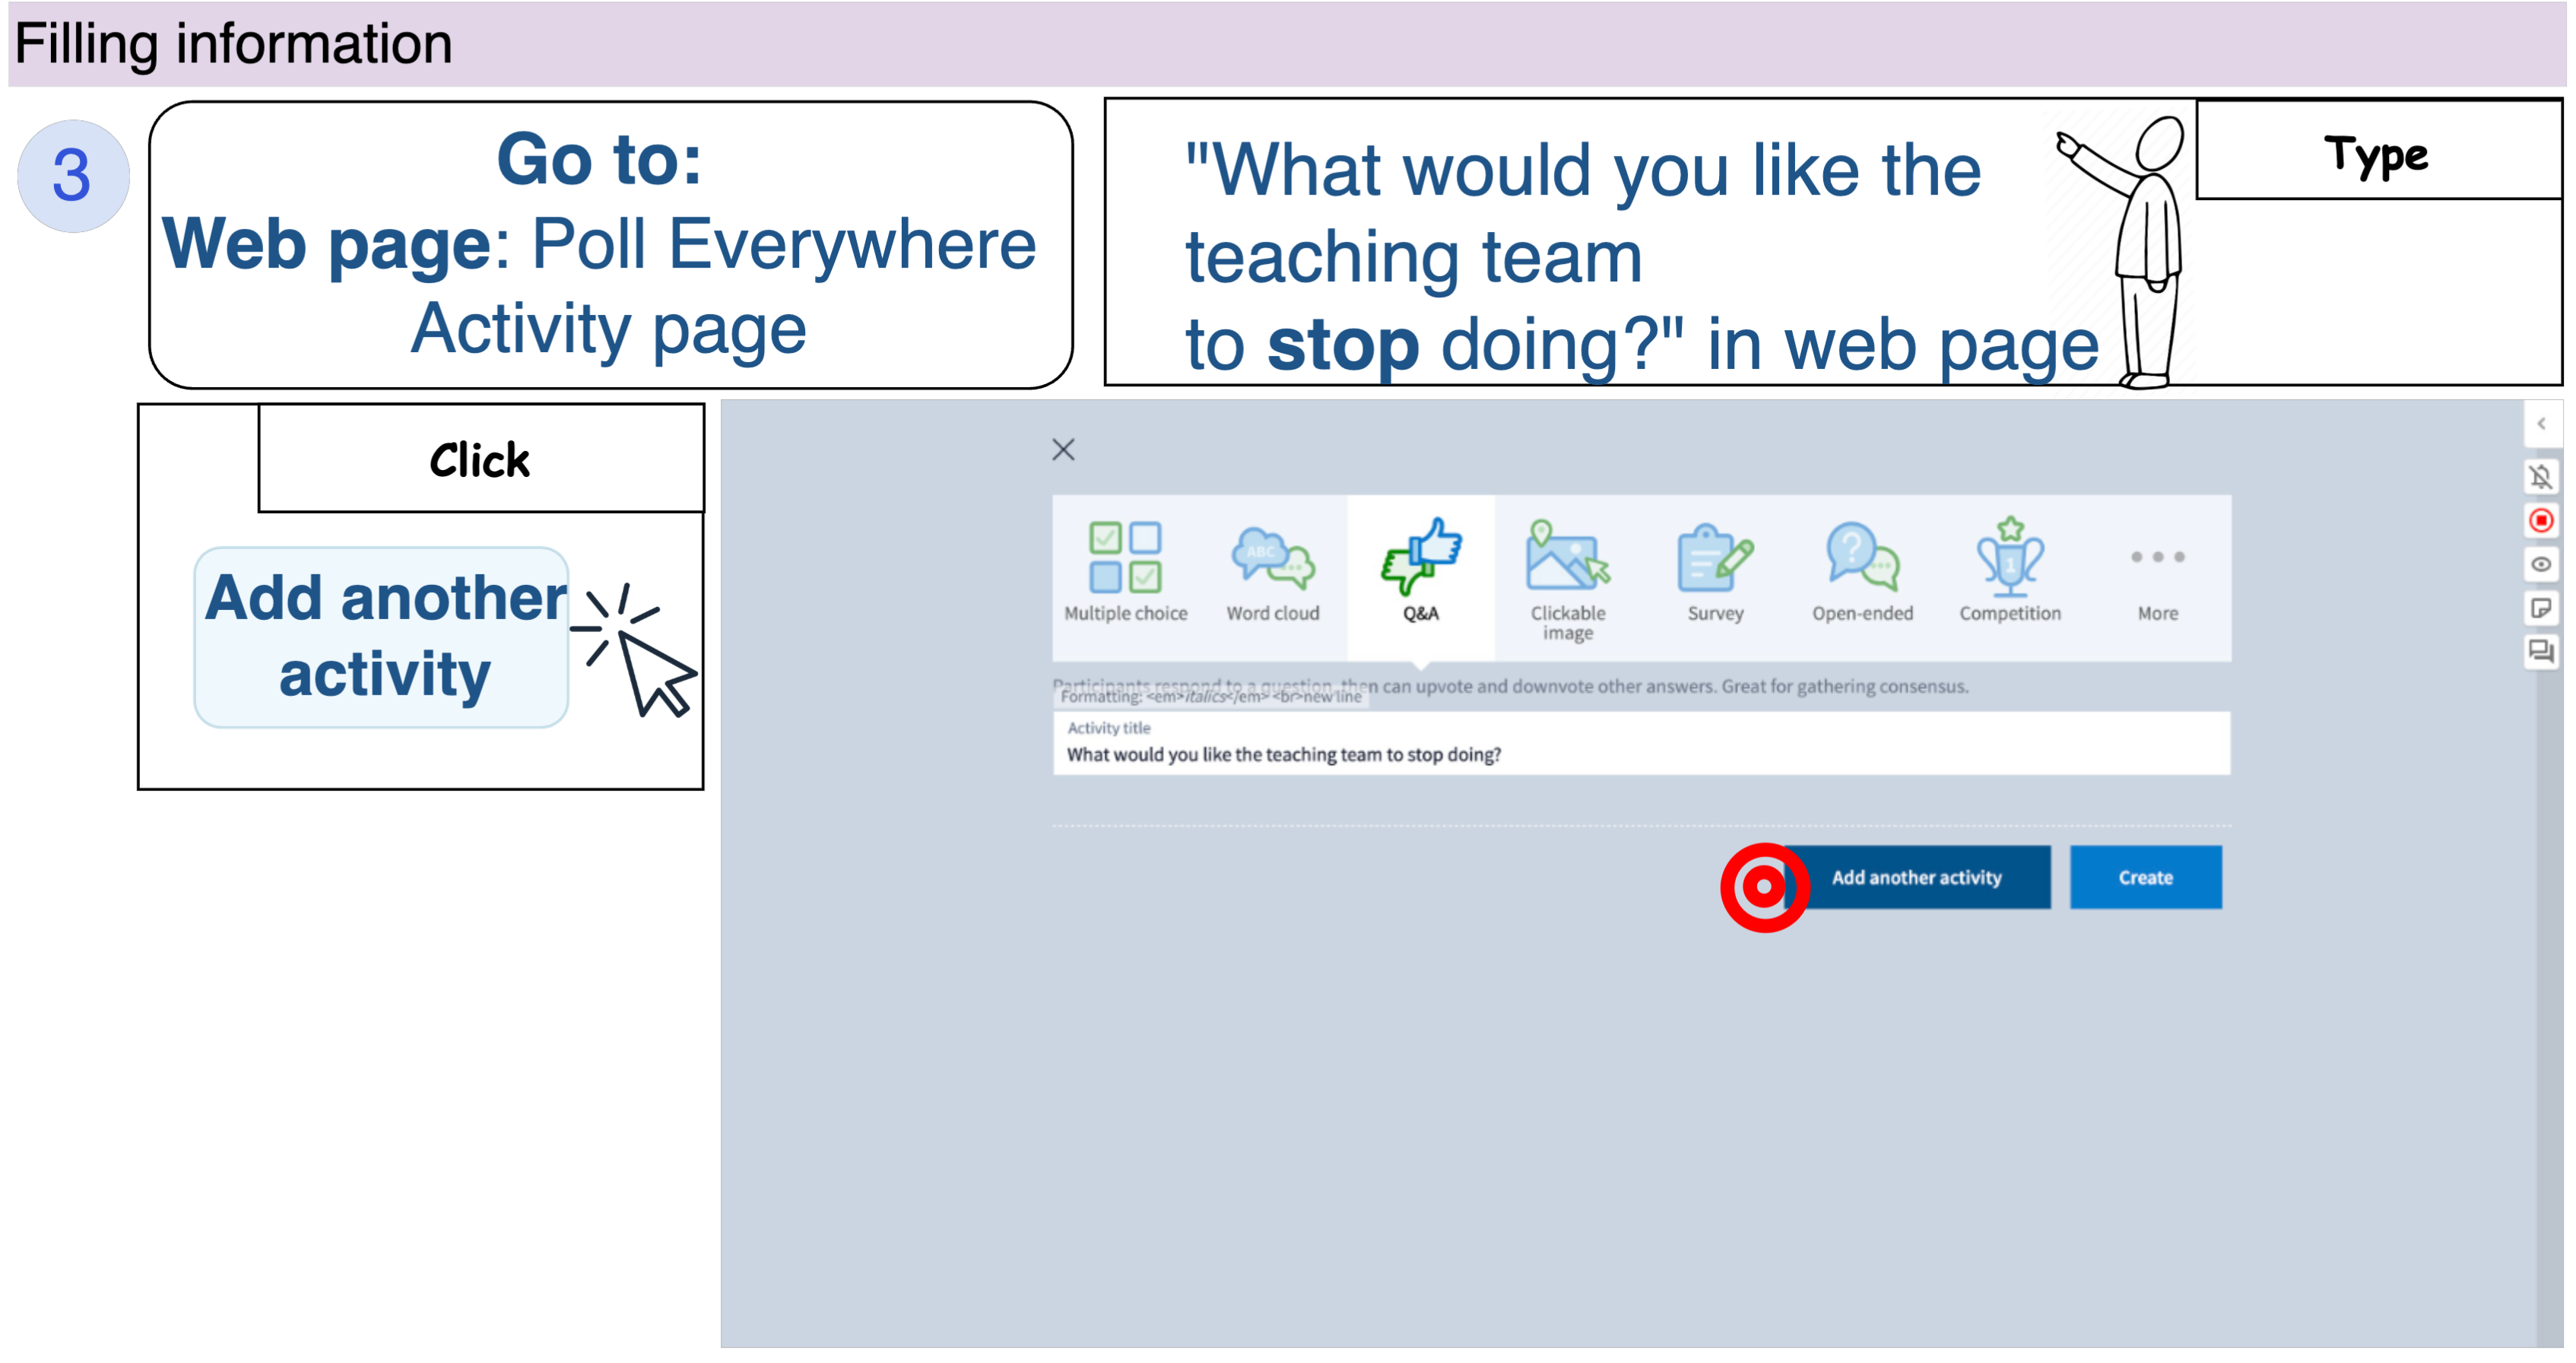 Filling information
3
Go to:
Web page: Poll Everywhere
Activity page
"What would you like the
teaching team
to stop doing?" in web page
Type
Click
Add another
activity
Multiple choice
ABC
Word cloud
Q&A
Clickable
image
Survey
?
Open-ended
1
Competition
More
Participants respond to a question, then can upvote and downvote other answers. Great for gathering consensus.
Formatting: <em>italics</em> <br>new line
Activity title
What would you like the teaching team to stop doing?
Add another activity
Create